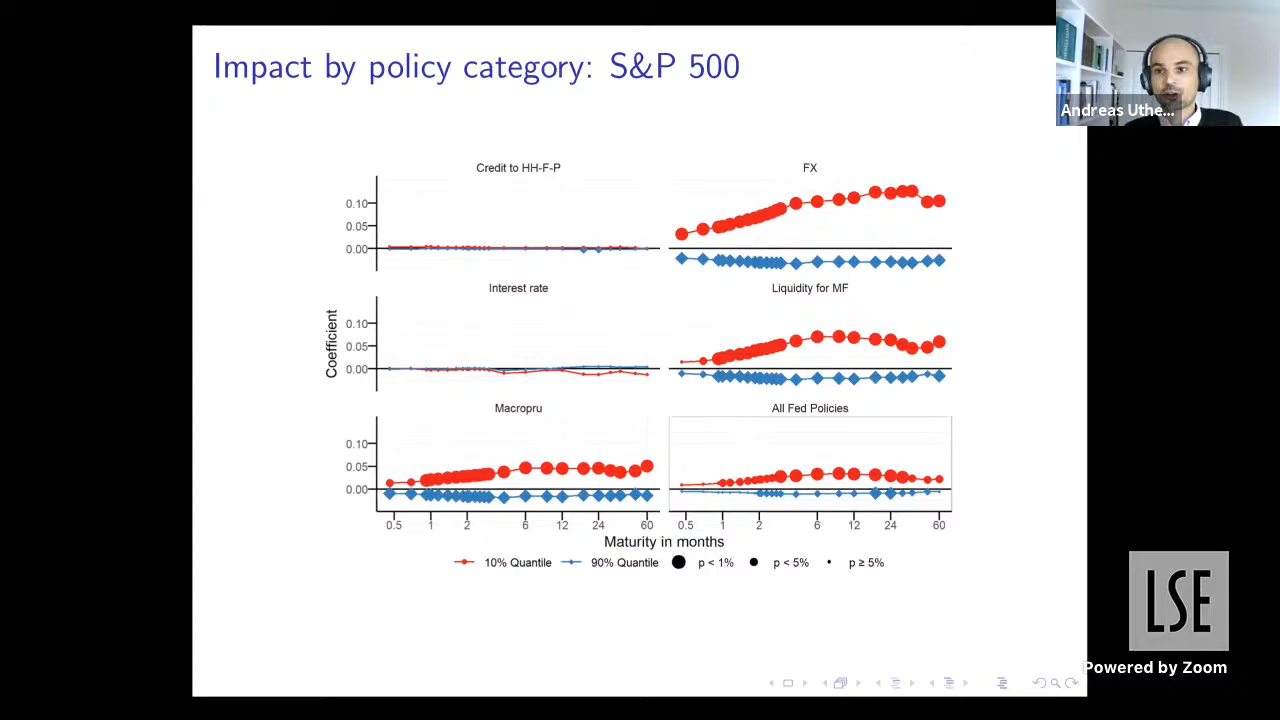 Impact by policy category: S&P 500
Andreas Uthe...
Credit to HH-F-P
FX
0.10
0.05
0.00
Interest rate
Liquidity for MF
0.10
0.05
0.00
Macropru
All Fed Policies
0.10
0.05
0.00
Coefficient
0.5 1 2 6 12 24 60
0.5 1 2 6 12 24 60
Maturity in months
10% Quantile 90% Quantile p < 1% p < 5% p ≥ 5%
LSE
Powered by Zoom